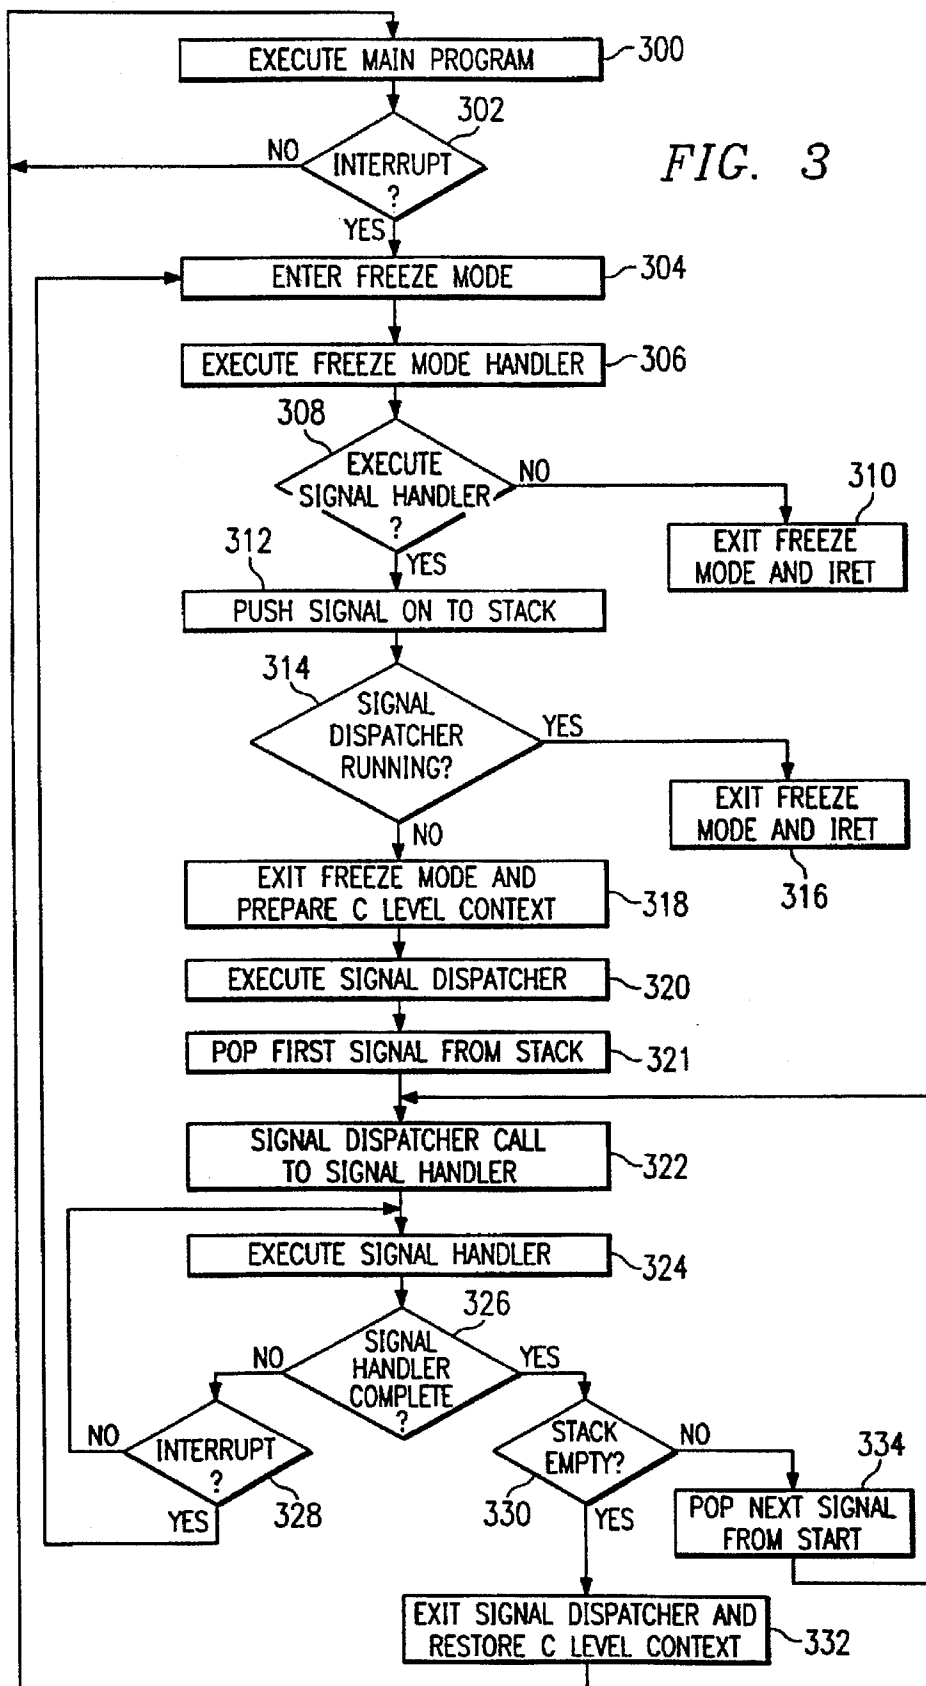 EXECUTE MAIN PROGRAM
300
302
NO
INTERRUPT
?
FIG. 3
YES
ENTER FREEZE MODE
304
EXECUTE FREEZE MODE HANDLER
306
308
EXECUTE
SIGNAL HANDLER
?
NO
310
EXIT FREEZE
MODE AND IRET
312
YES
PUSH SIGNAL ON TO STACK
314
SIGNAL
DISPATCHER
RUNNING?
YES
EXIT FREEZE
MODE AND IRET
316
NO
EXIT FREEZE MODE AND
PREPARE C LEVEL CONTEXT
318
EXECUTE SIGNAL DISPATCHER
320
POP FIRST SIGNAL FROM STACK
321
SIGNAL DISPATCHER CALL
TO SIGNAL HANDLER
322
EXECUTE SIGNAL HANDLER
324
326
NO
SIGNAL
HANDLER
COMPLETE
?
YES
NO
INTERRUPT
?
328
YES
STACK
EMPTY?
330
NO
YES
334
POP NEXT SIGNAL
FROM START
EXIT SIGNAL DISPATCHER AND
RESTORE C LEVEL CONTEXT
332